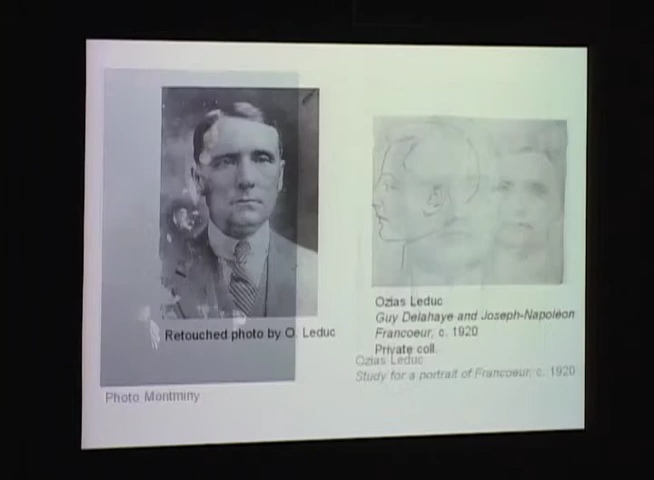 Retouched photo by O. Leduc
Photo Montminy
Ozias Leduc
Guy Delahaye and Joseph-Napoléon
Francoeur, c. 1920
Private coll.
Ozias Leduc
Study for a portrait of Francoeur, c. 1920